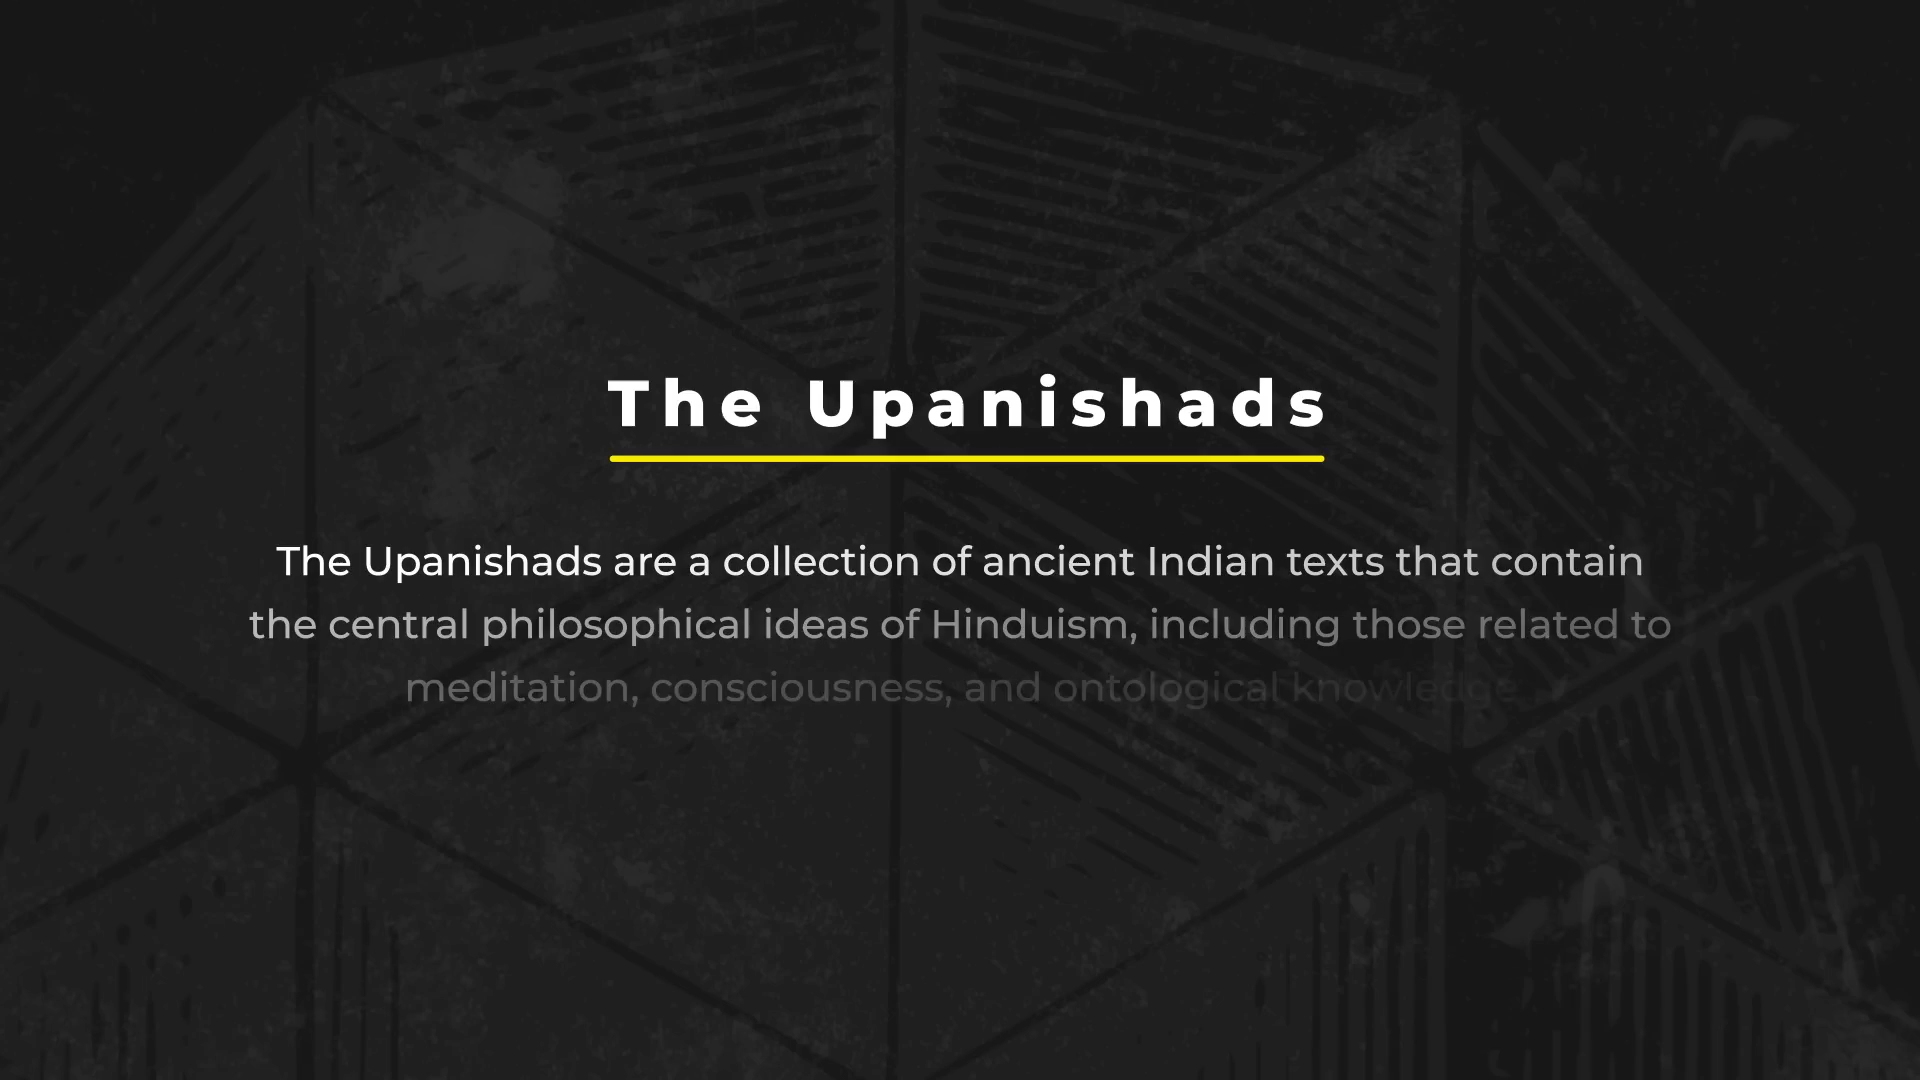 The Upanishads
The Upanishads are a collection of ancient Indian texts that contain
the central philosophical ideas of Hinduism, including those related to
meditation, consciousness, and ontological knowledge